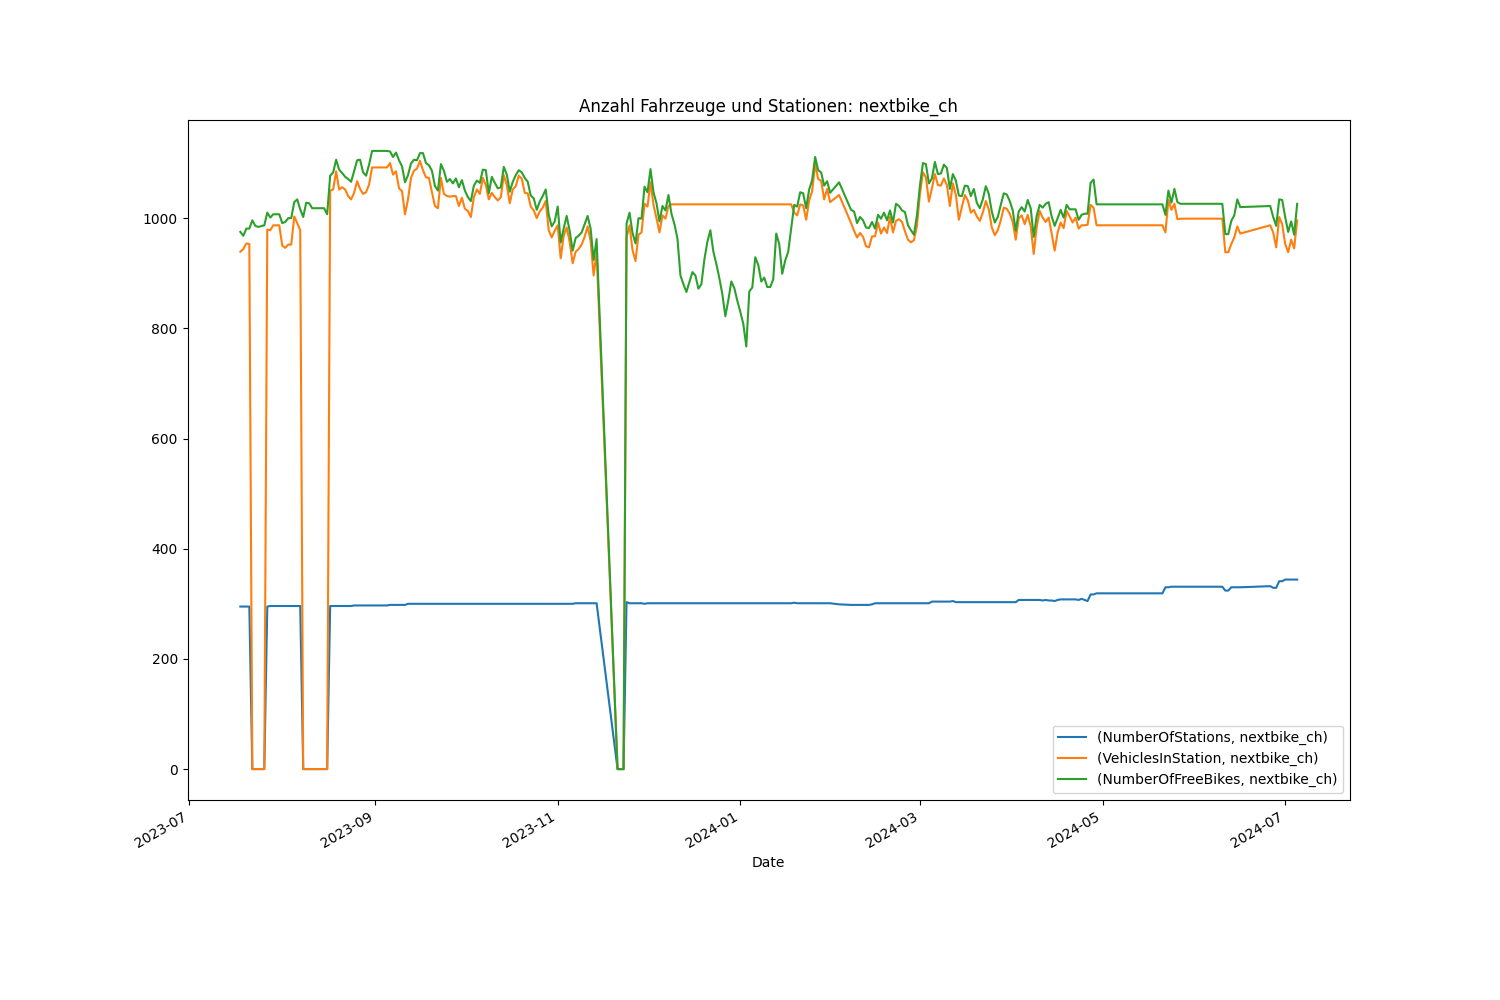 Anzahl Fahrzeuge und Stationen: nextbike_ch
1000
800
600
400
200
0
2023-07
2023-09
2023-11
2024-01
2024-03
2024-05
2024-07
Date
(NumberOfStations, nextbike_ch)
(VehiclesInStation, nextbike_ch)
(NumberOfFreeBikes, nextbike_ch)